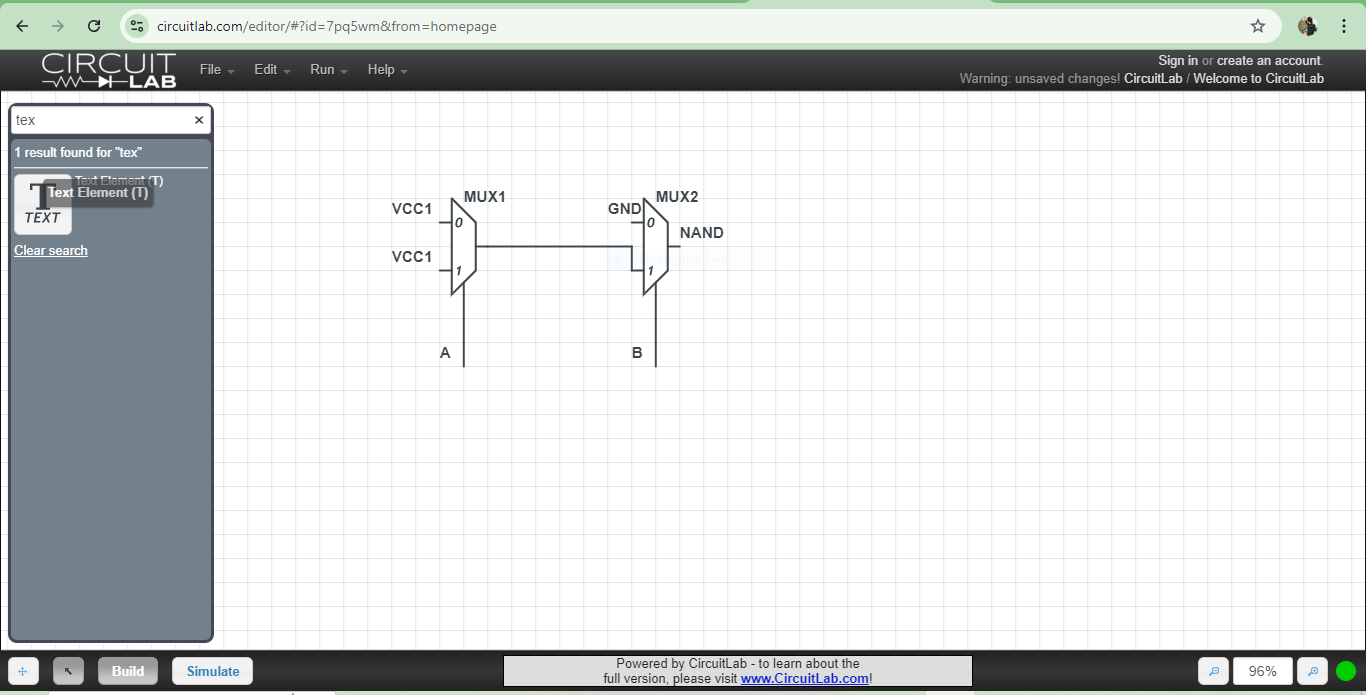 circuitlab.com/editor/#?id=7pq5wm&from=homepage
CIRCUIT
LAB
File Edit Run Help
Sign in or create an account.
Warning: unsaved changes! CircuitLab / Welcome to CircuitLab
tex ×
1 result found for "tex"
Text Element (T)
Text Element (T)
T
TEXT
Clear search
VCC1 MUX1 GND MUX2
0 0
NAND
VCC1
1 1
A B
Build Simulate
Powered by CircuitLab - to learn about the
full version, please visit www.CircuitLab.com!
96%